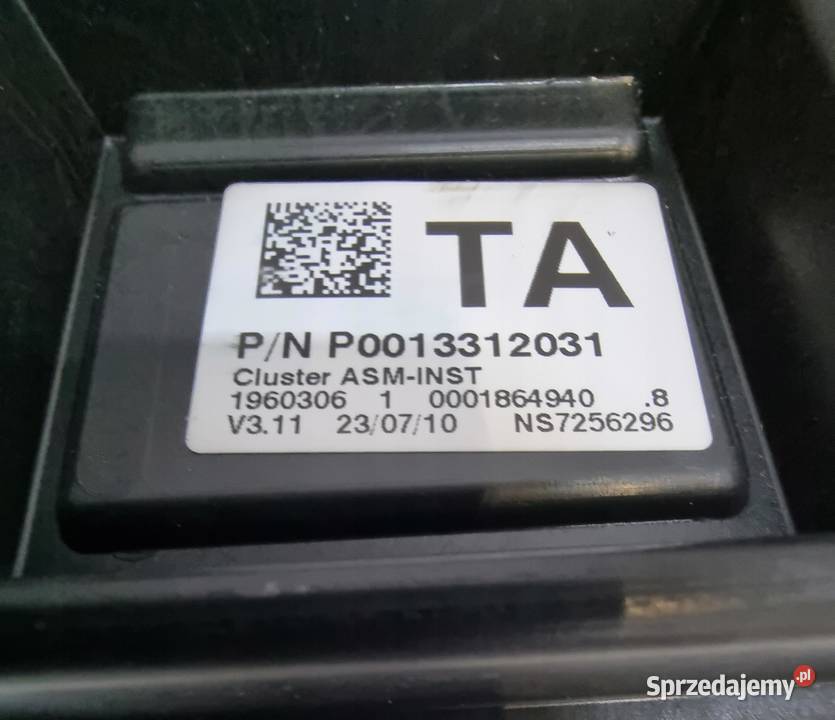 TA
P/N P0013312031
Cluster ASM-INST
1960306 1 0001864940 .8
V3.11 23/07/10 NS7256296
Sprzedajemy.pl